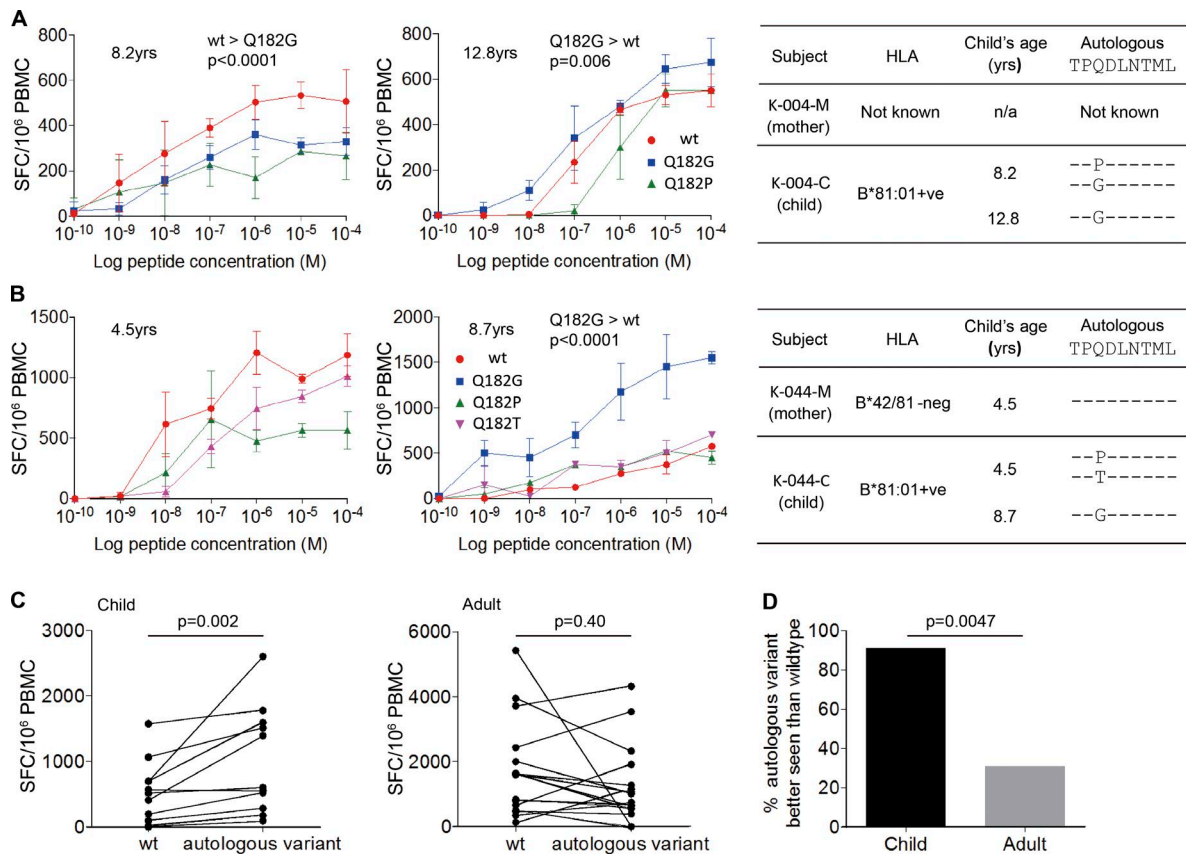 A
8.2yrs
wt > Q182G
p<0.0001
SFC/10⁶ PBMC
800
600
400
200
0
10⁻¹⁰ 10⁻⁹ 10⁻⁸ 10⁻⁷ 10⁻⁶ 10⁻⁵ 10⁻⁴
Log peptide concentration (M)
12.8yrs
Q182G > wt
p=0.006
SFC/10⁶ PBMC
800
600
400
200
0
wt
Q182G
Q182P
10⁻¹⁰ 10⁻⁹ 10⁻⁸ 10⁻⁷ 10⁻⁶ 10⁻⁵ 10⁻⁴
Log peptide concentration (M)
Subject HLA Child's age (yrs) Autologous TPQDLNTML
K-004-M (mother) Not known n/a Not known
K-004-C (child) B*81:01+ve
8.2 --P------
--G------
12.8 --G------
B
4.5yrs
SFC/10⁶ PBMC
1500
1000
500
0
10⁻¹⁰ 10⁻⁹ 10⁻⁸ 10⁻⁷ 10⁻⁶ 10⁻⁵ 10⁻⁴
Log peptide concentration (M)
8.7yrs
Q182G > wt
p<0.0001
SFC/10⁶ PBMC
2000
1500
1000
500
0
wt
Q182G
Q182P
Q182T
10⁻¹⁰ 10⁻⁹ 10⁻⁸ 10⁻⁷ 10⁻⁶ 10⁻⁵ 10⁻⁴
Log peptide concentration (M)
Subject HLA Child's age (yrs) Autologous TPQDLNTML
K-044-M (mother) B*42/81 -neg 4.5 ---------
K-044-C (child) B*81:01+ve
4.5 --P------
--T------
8.7 --G------
C
Child
p=0.002
SFC/10⁶ PBMC
3000
2000
1000
0
wt autologous variant
Adult
p=0.40
SFC/10⁶ PBMC
6000
4000
2000
0
wt autologous variant
D
p=0.0047
% autologous variant
better seen than wildtype
100
80
60
40
20
0
Child Adult